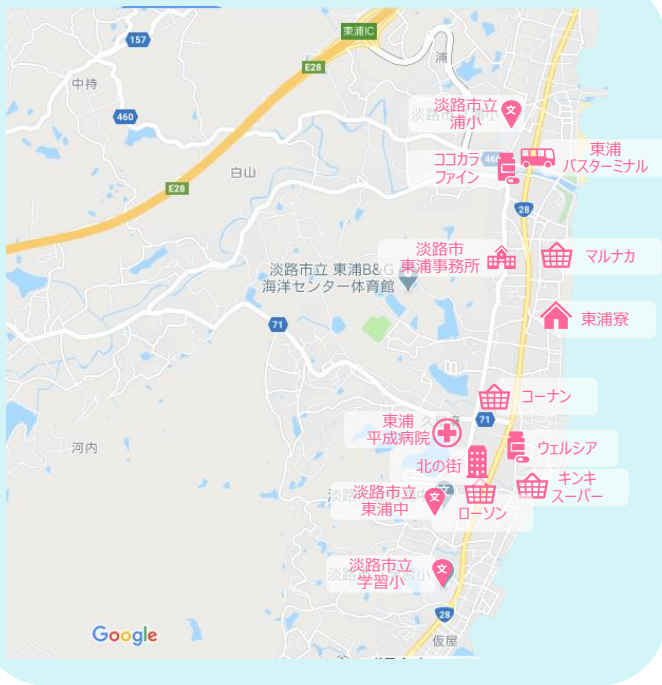 東浦IC
157
E28
浦
中持
淡路市立
浦小
460
ココカラ
ファイン
東浦
バスターミナル
白山
E28
28
淡路市
東浦事務所
マルナカ
淡路市立 東浦B&G
海洋センター体育館
東浦寮
71
コーナン
東浦
平成病院
71
ウェルシア
河内
北の街
キンキ
スーパー
淡路市立
東浦中
ローソン
淡路市立
学習小
28
Google
仮屋